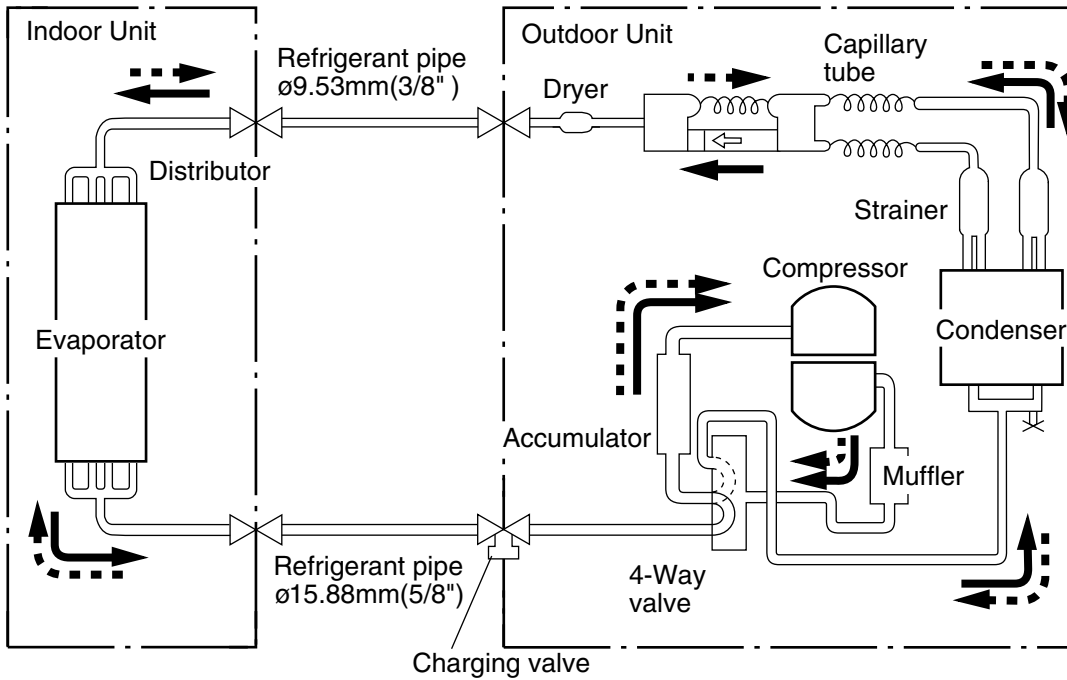 Indoor Unit
Refrigerant pipe
ø9.53mm(3/8" )
Outdoor Unit
Dryer
Capillary
tube
Distributor
Strainer
Compressor
Evaporator
Condenser
Accumulator
Muffler
Refrigerant pipe
ø15.88mm(5/8")
4-Way
valve
Charging valve